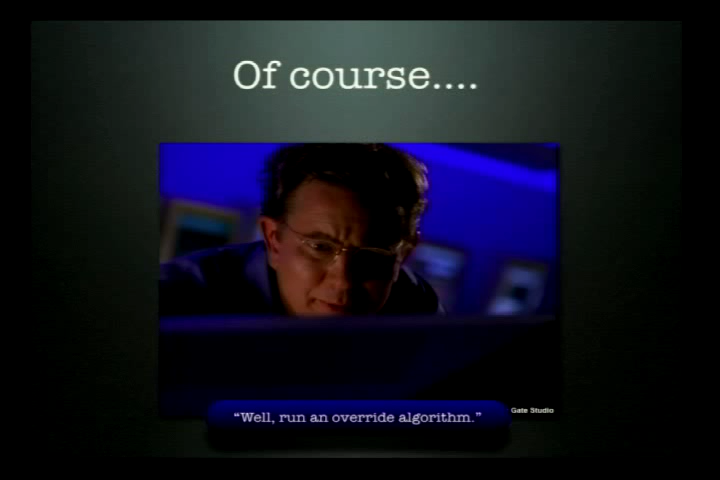 Of course....
Gate Studio
“Well, run an override algorithm.”